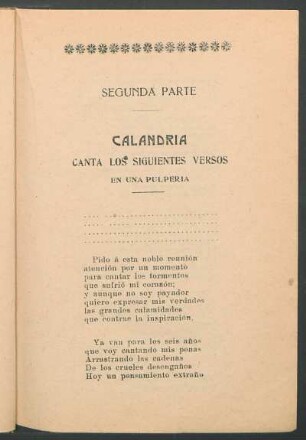 SEGUNDA PARTE
CALANDRIA
CANTA LOS SIGUIENTES VERSOS
EN UNA PULPERIA
Pido á esta noble reunión
atención por un momento
para contar los tormentos
que sufrió mi corazón;
y aunque no soy payador
quiero expresar mis verdades
las grandes calamidades
que contrae la inspiración.
Ya van para les seis años
que voy cantando mis penas
Arrastrando las cadenas
De los crueles desengaños
Hoy un pensamiento extraño